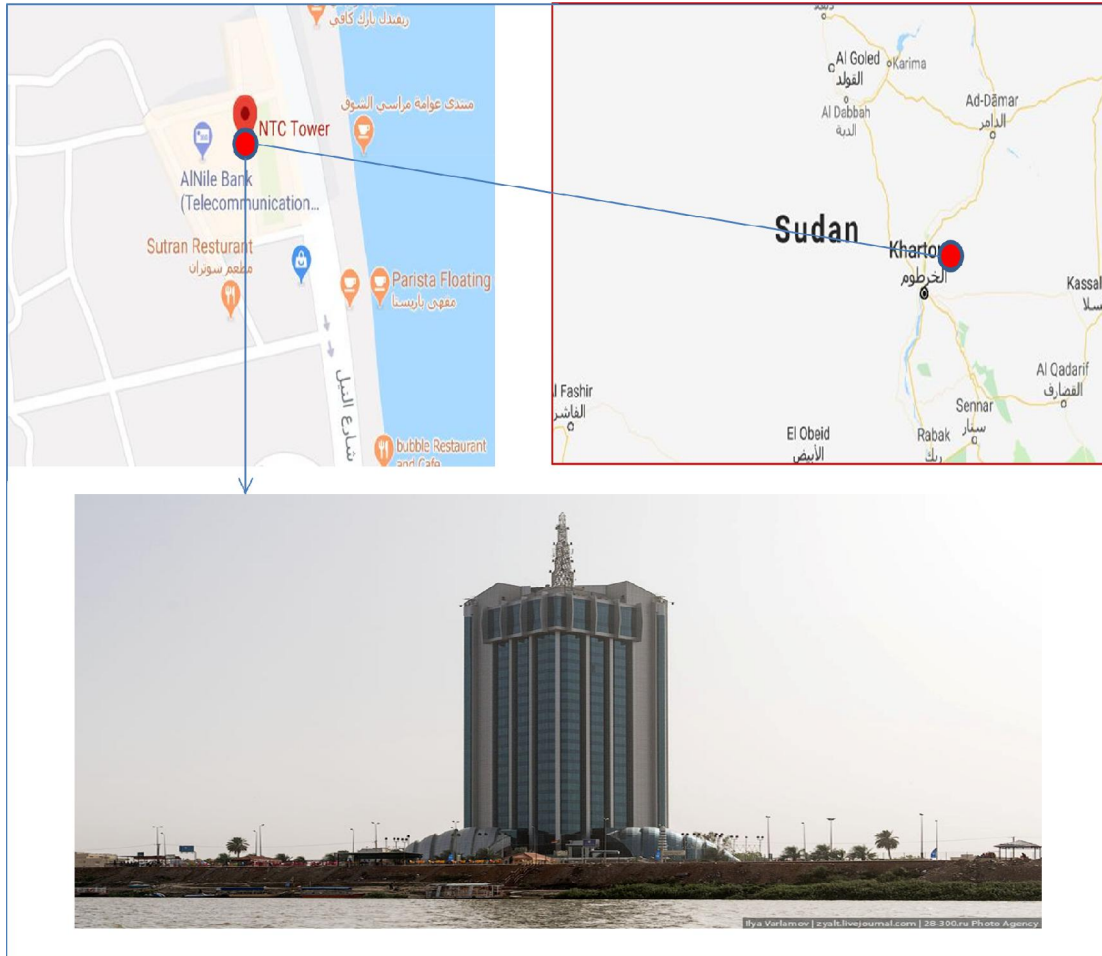 ريفندك بارك كافي
منتدى عوامة مراسي الشوق
NTC Tower
AlNile Bank
(Telecommunication...
Sutran Resturant
مطعم سوتران
Parista Floating
مقهى باريستا
شارع النيل
bubble Restaurant
and Cafe
Al Goled
القولد
Karima
Al Dabbah
الدبة
Ad-Dāmar
الدامر
Sudan
Kharto
الخرطوم
Kassal
سلا
Al Qadarif
القضارف
l Fashir
الفاشر
El Obeid
الأبيض
Sennar
سنار
Rabak
ربك
Ilya Varlamov | zyalt.livejournal.com | 28-300.ru Photo Agency